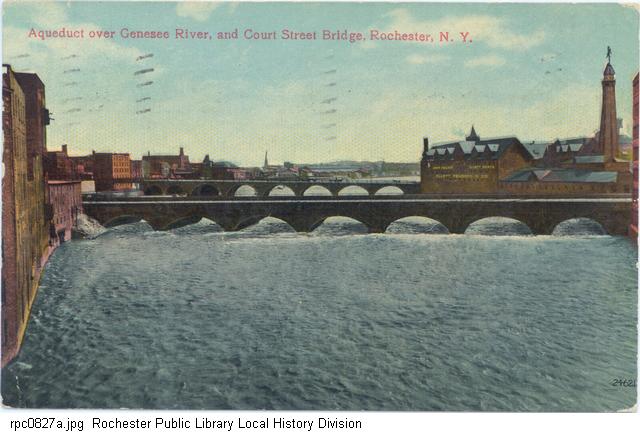 Aqueduct over Genesee River, and Court Street Bridge, Rochester, N. Y.
24621
rpc0827a.jpg Rochester Public Library Local History Division